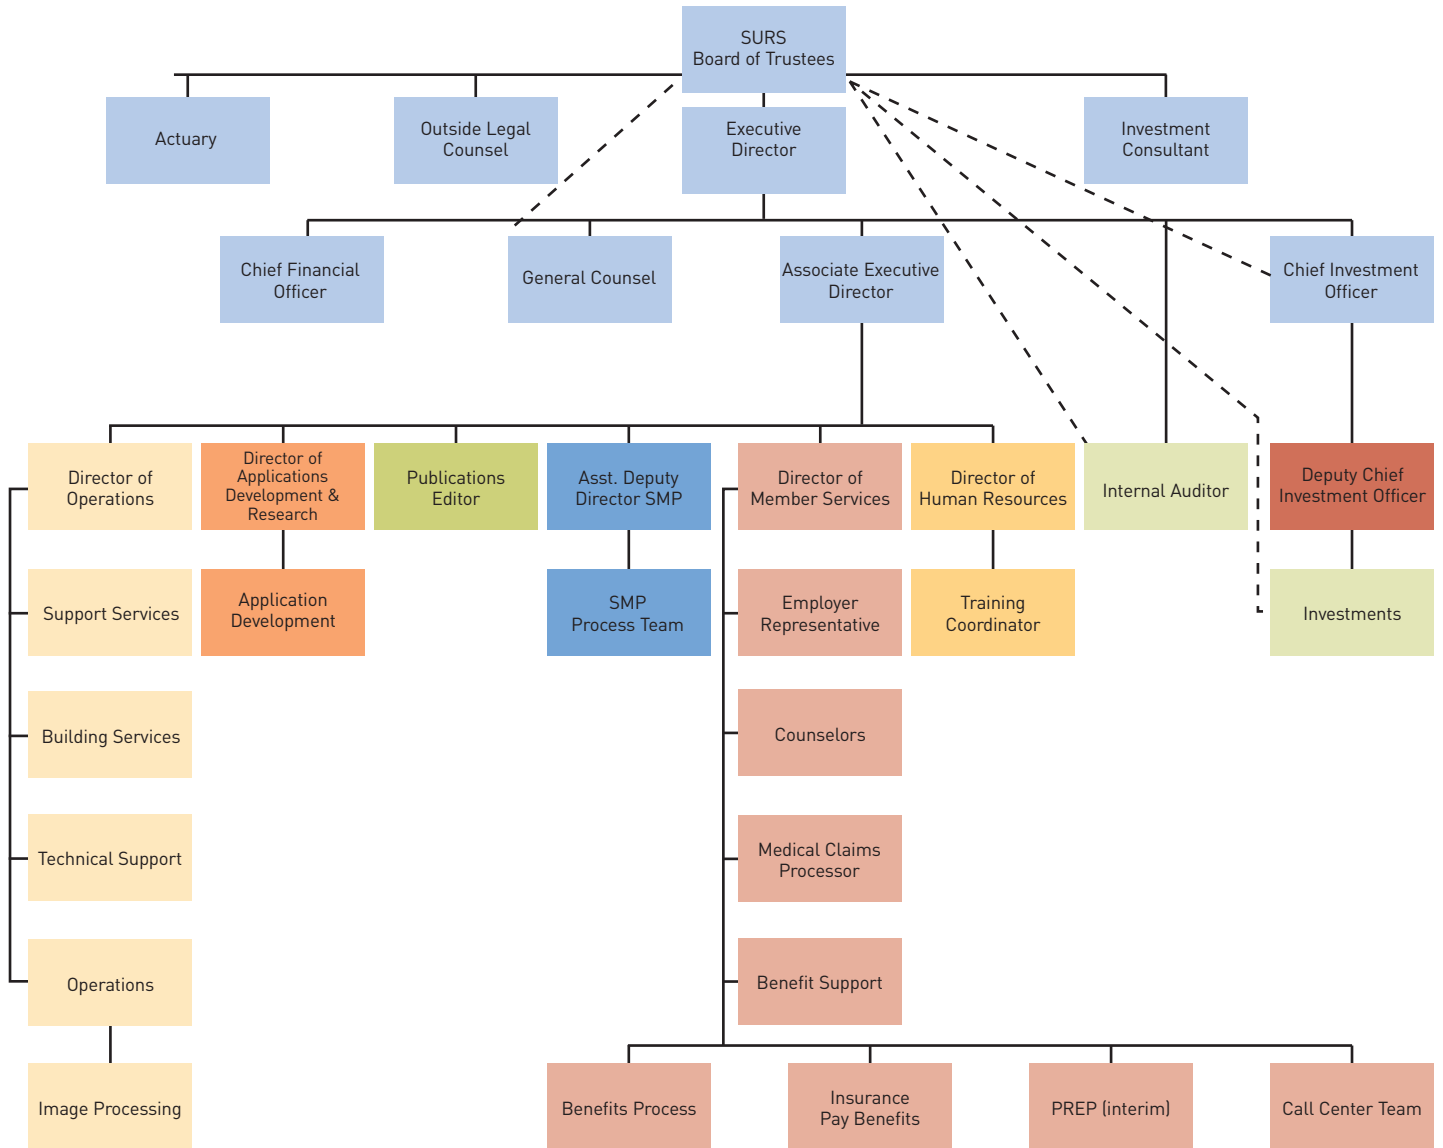 SURS
Board of Trustees
Actuary
Outside Legal
Counsel
Executive
Director
Investment
Consultant
Chief Financial
Officer
General Counsel
Associate Executive
Director
Chief Investment
Officer
Director of
Operations
Director of
Applications
Development &
Research
Publications
Editor
Asst. Deputy
Director SMP
Director of
Member Services
Director of
Human Resources
Internal Auditor
Deputy Chief
Investment Officer
Support Services
Application
Development
SMP
Process Team
Employer
Representative
Training
Coordinator
Investments
Building Services
Counselors
Technical Support
Medical Claims
Processor
Operations
Benefit Support
Image Processing
Benefits Process
Insurance
Pay Benefits
PREP (interim)
Call Center Team